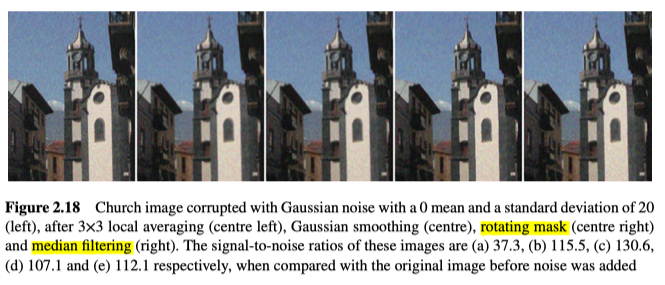 Figure 2.18 Church image corrupted with Gaussian noise with a 0 mean and a standard deviation of 20
(left), after 3×3 local averaging (centre left), Gaussian smoothing (centre), rotating mask (centre right)
and median filtering (right). The signal-to-noise ratios of these images are (a) 37.3, (b) 115.5, (c) 130.6,
(d) 107.1 and (e) 112.1 respectively, when compared with the original image before noise was added